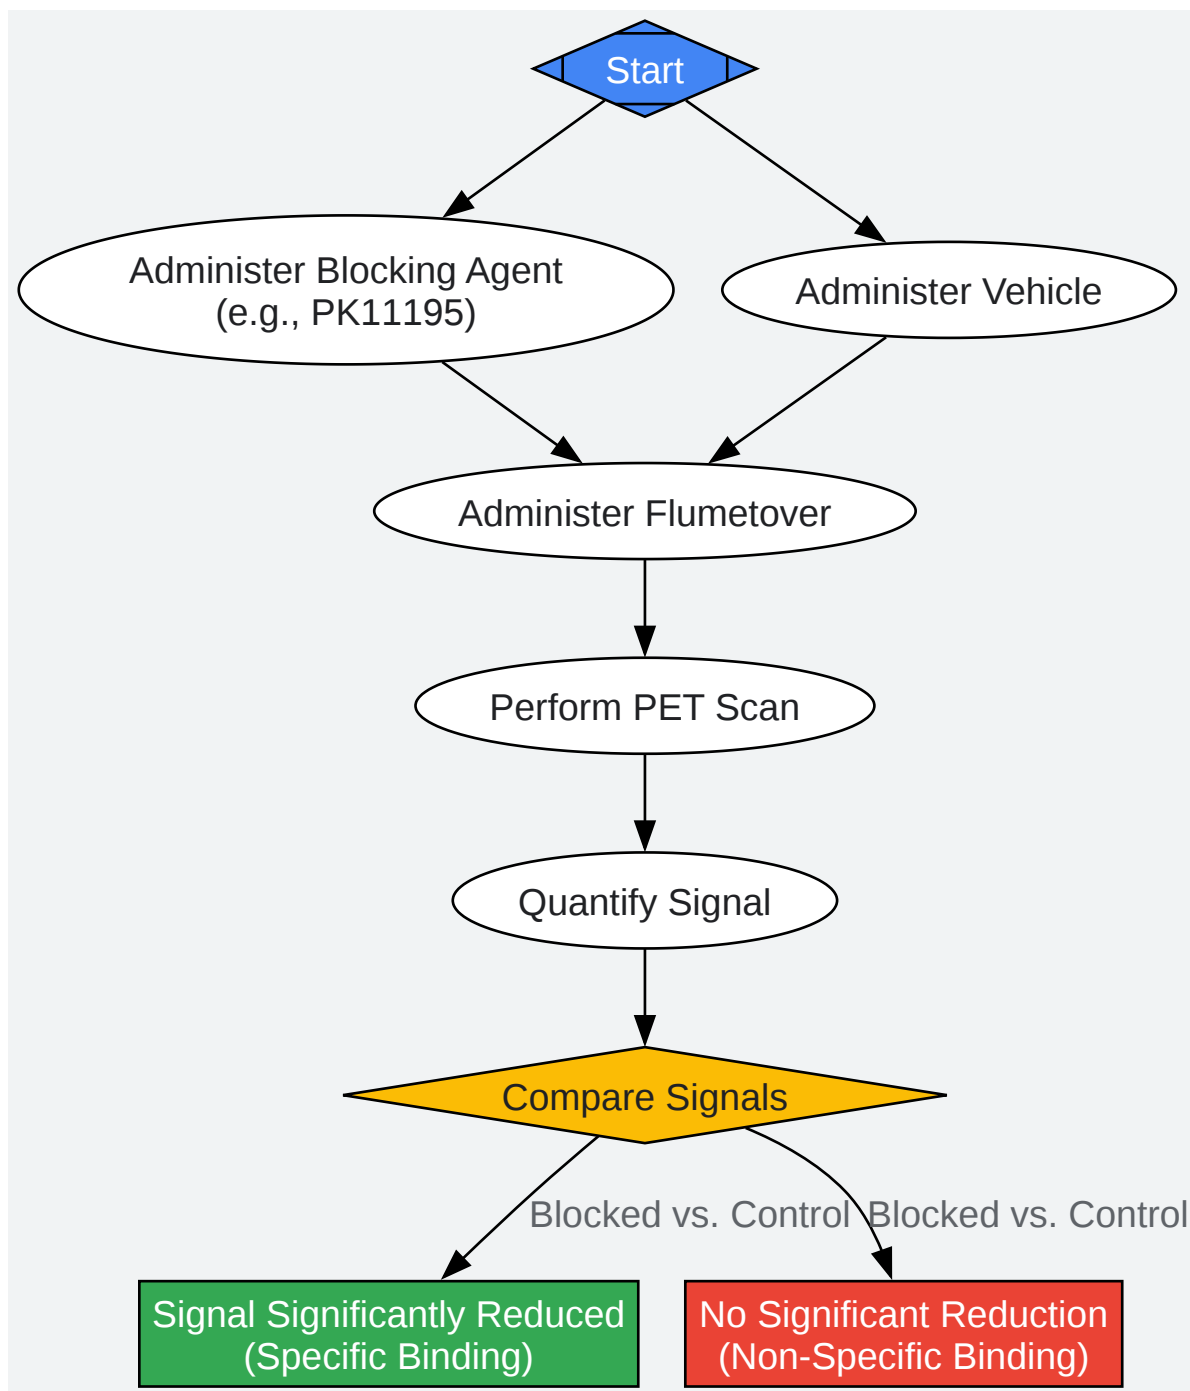 Start
Administer Blocking Agent
(e.g., PK11195)
Administer Vehicle
Administer Flumetover
Perform PET Scan
Quantify Signal
Compare Signals
Blocked vs. Control
Blocked vs. Control
Signal Significantly Reduced
(Specific Binding)
No Significant Reduction
(Non-Specific Binding)